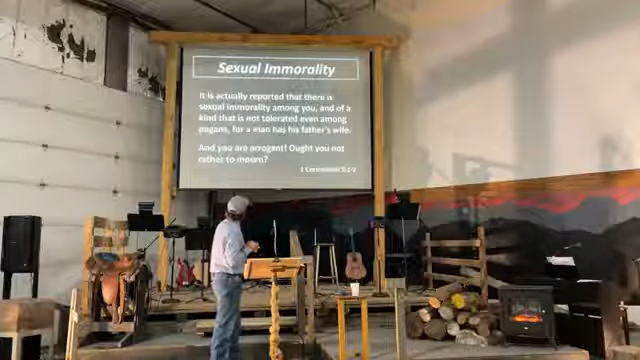 Sexual Immorality
It is actually reported that there is
sexual immorality among you, and of a
kind that is not tolerated even among
pagans, for a man has his father's wife.
And you are arrogant! Ought you not
rather to mourn?
1 Corinthians 5:1-2